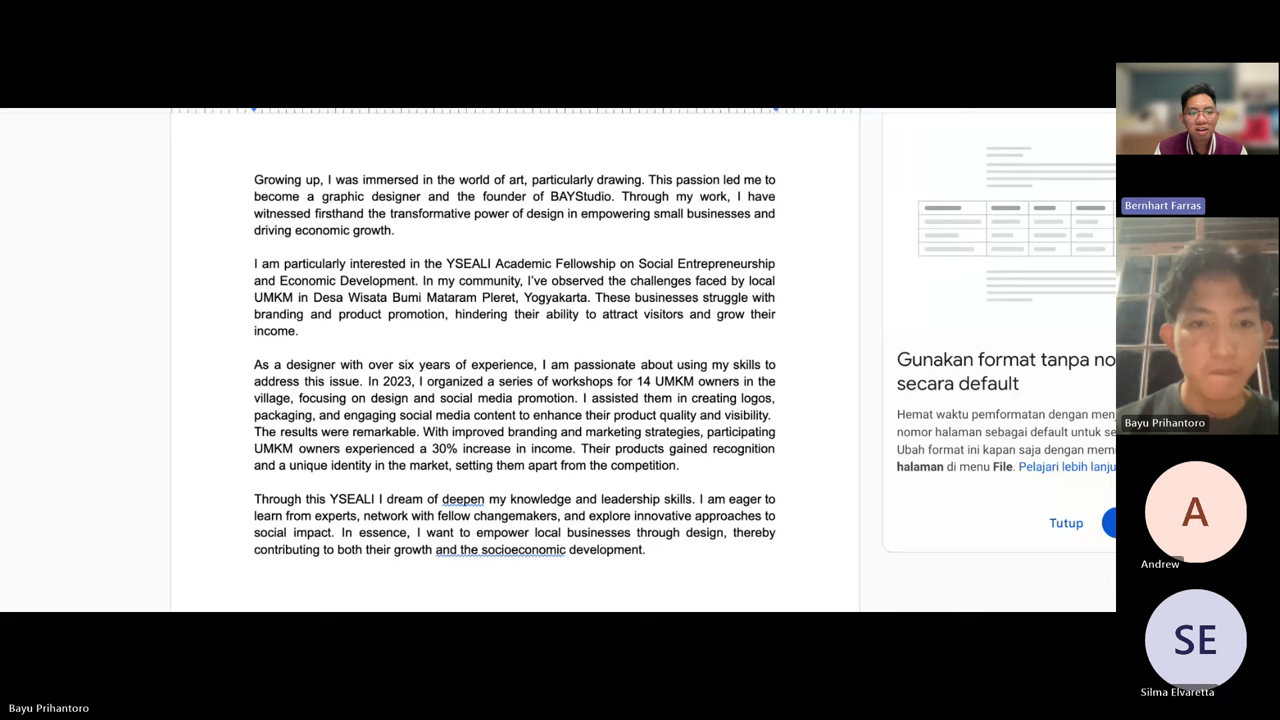 Growing up, I was immersed in the world of art, particularly drawing. This passion led me to
become a graphic designer and the founder of BAYStudio. Through my work, I have
witnessed firsthand the transformative power of design in empowering small businesses and
driving economic growth.
I am particularly interested in the YSEALI Academic Fellowship on Social Entrepreneurship
and Economic Development. In my community, I've observed the challenges faced by local
UMKM in Desa Wisata Bumi Mataram Pleret, Yogyakarta. These businesses struggle with
branding and product promotion, hindering their ability to attract visitors and grow their
income.
As a designer with over six years of experience, I am passionate about using my skills to
address this issue. In 2023, I organized a series of workshops for 14 UMKM owners in the
village, focusing on design and social media promotion. I assisted them in creating logos,
packaging, and engaging social media content to enhance their product quality and visibility.
The results were remarkable. With improved branding and marketing strategies, participating
UMKM owners experienced a 30% increase in income. Their products gained recognition
and a unique identity in the market, setting them apart from the competition.
Through this YSEALI I dream of deepen my knowledge and leadership skills. I am eager to
learn from experts, network with fellow changemakers, and explore innovative approaches to
social impact. In essence, I want to empower local businesses through design, thereby
contributing to both their growth and the socioeconomic development.
Gunakan format tanpa no
secara default
Hemat waktu pemformatan dengan men
nomor halaman sebagai default untuk se
Ubah format ini kapan saja dengan mem
halaman di menu File. Pelajari lebih lanju
Tutup
Bernhart Farras
Bayu Prihantoro
A
Andrew
SE
Silma Elvaretta
Bayu Prihantoro